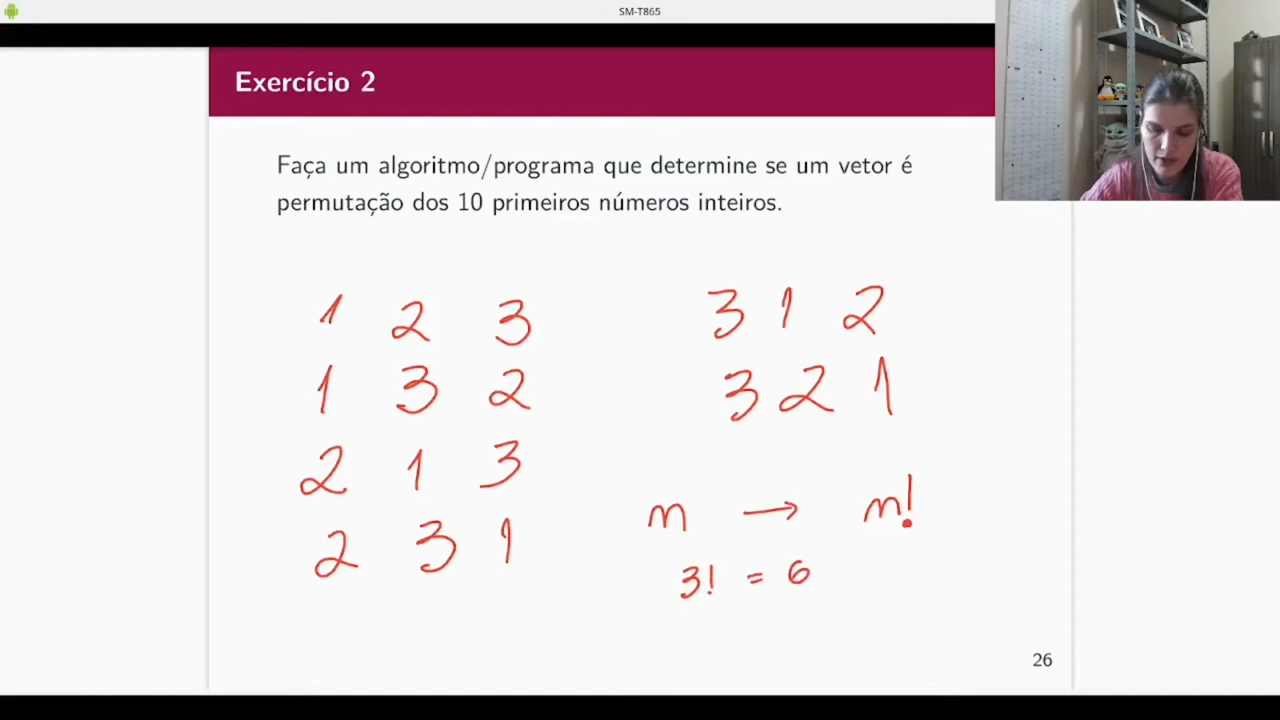 SM-T865
Exercício 2
Faça um algoritmo/programa que determine se um vetor é
permutação dos 10 primeiros números inteiros.
1 2 3
1 3 2
2 1 3
2 3 1
3 1 2
3 2 1
n → n!
3! = 6
26